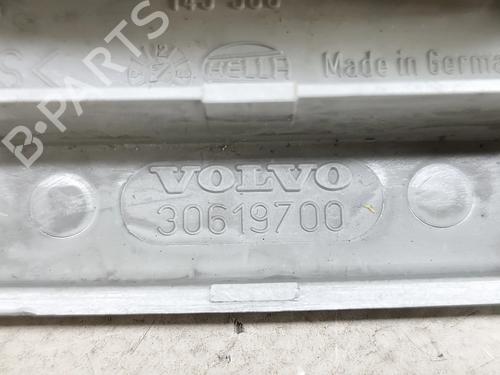 HELLA Made in Germa
VOLVO
30619700
B-PARTS